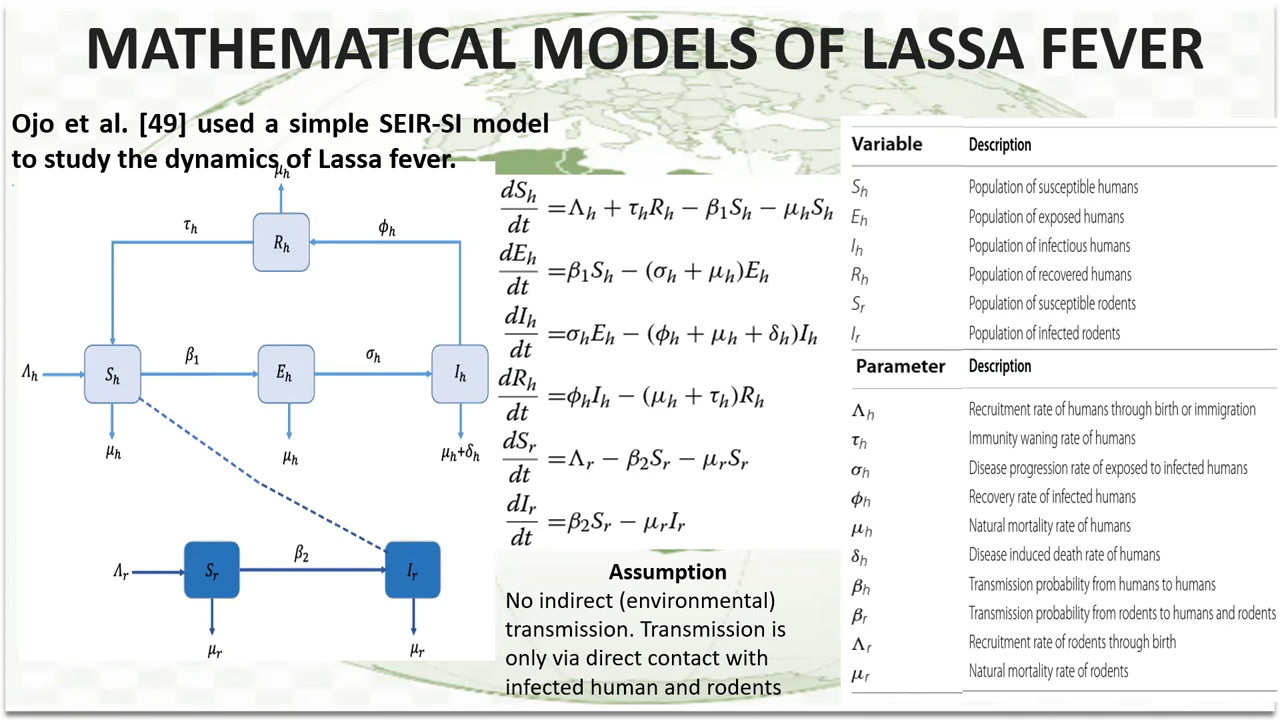 MATHEMATICAL MODELS OF LASSA FEVER
Ojo et al. [49] used a simple SEIR-SI model
to study the dynamics of Lassa fever.
μh
τh
Rh
ϕh
Λh
Sh
β1
Eh
σh
Ih
μh
μh
μh+δh
Λr
Sr
β2
Ir
μr
μr
dSh/dt =Λh + τhRh − β1Sh − μhSh
dEh/dt =β1Sh − (σh + μh)Eh
dIh/dt =σhEh − (ϕh + μh + δh)Ih
dRh/dt =ϕhIh − (μh + τh)Rh
dSr/dt =Λr − β2Sr − μrSr
dIr/dt =β2Sr − μrIr
Assumption
No indirect (environmental)
transmission. Transmission is
only via direct contact with
infected human and rodents
Variable Description
Sh Population of susceptible humans
Eh Population of exposed humans
Ih Population of infectious humans
Rh Population of recovered humans
Sr Population of susceptible rodents
Ir Population of infected rodents
Parameter Description
Λh Recruitment rate of humans through birth or immigration
τh Immunity waning rate of humans
σh Disease progression rate of exposed to infected humans
ϕh Recovery rate of infected humans
μh Natural mortality rate of humans
δh Disease induced death rate of humans
βh Transmission probability from humans to humans
βr Transmission probability from rodents to humans and rodents
Λr Recruitment rate of rodents through birth
μr Natural mortality rate of rodents